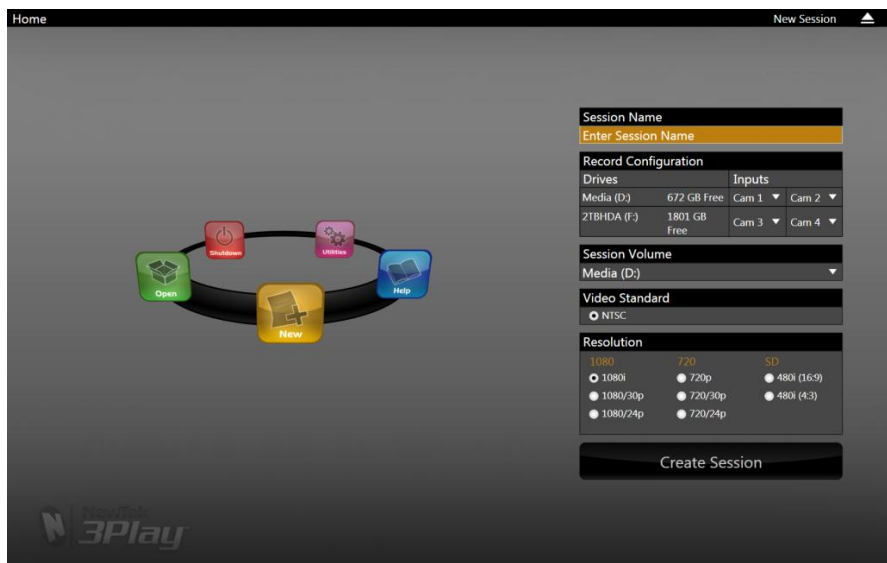 Home
New Session
Session Name
Enter Session Name
Record Configuration
Drives Inputs
Media (D:) 672 GB Free Cam 1 Cam 2
2TBHDA (F:) 1801 GB Free Cam 3 Cam 4
Session Volume
Media (D:)
Video Standard
NTSC
Resolution
1080 720 SD
1080i 720p 480i (16:9)
1080/30p 720/30p 480i (4:3)
1080/24p 720/24p
Create Session
Shutdown
Utilities
Open
Help
New
NewTek
3Play